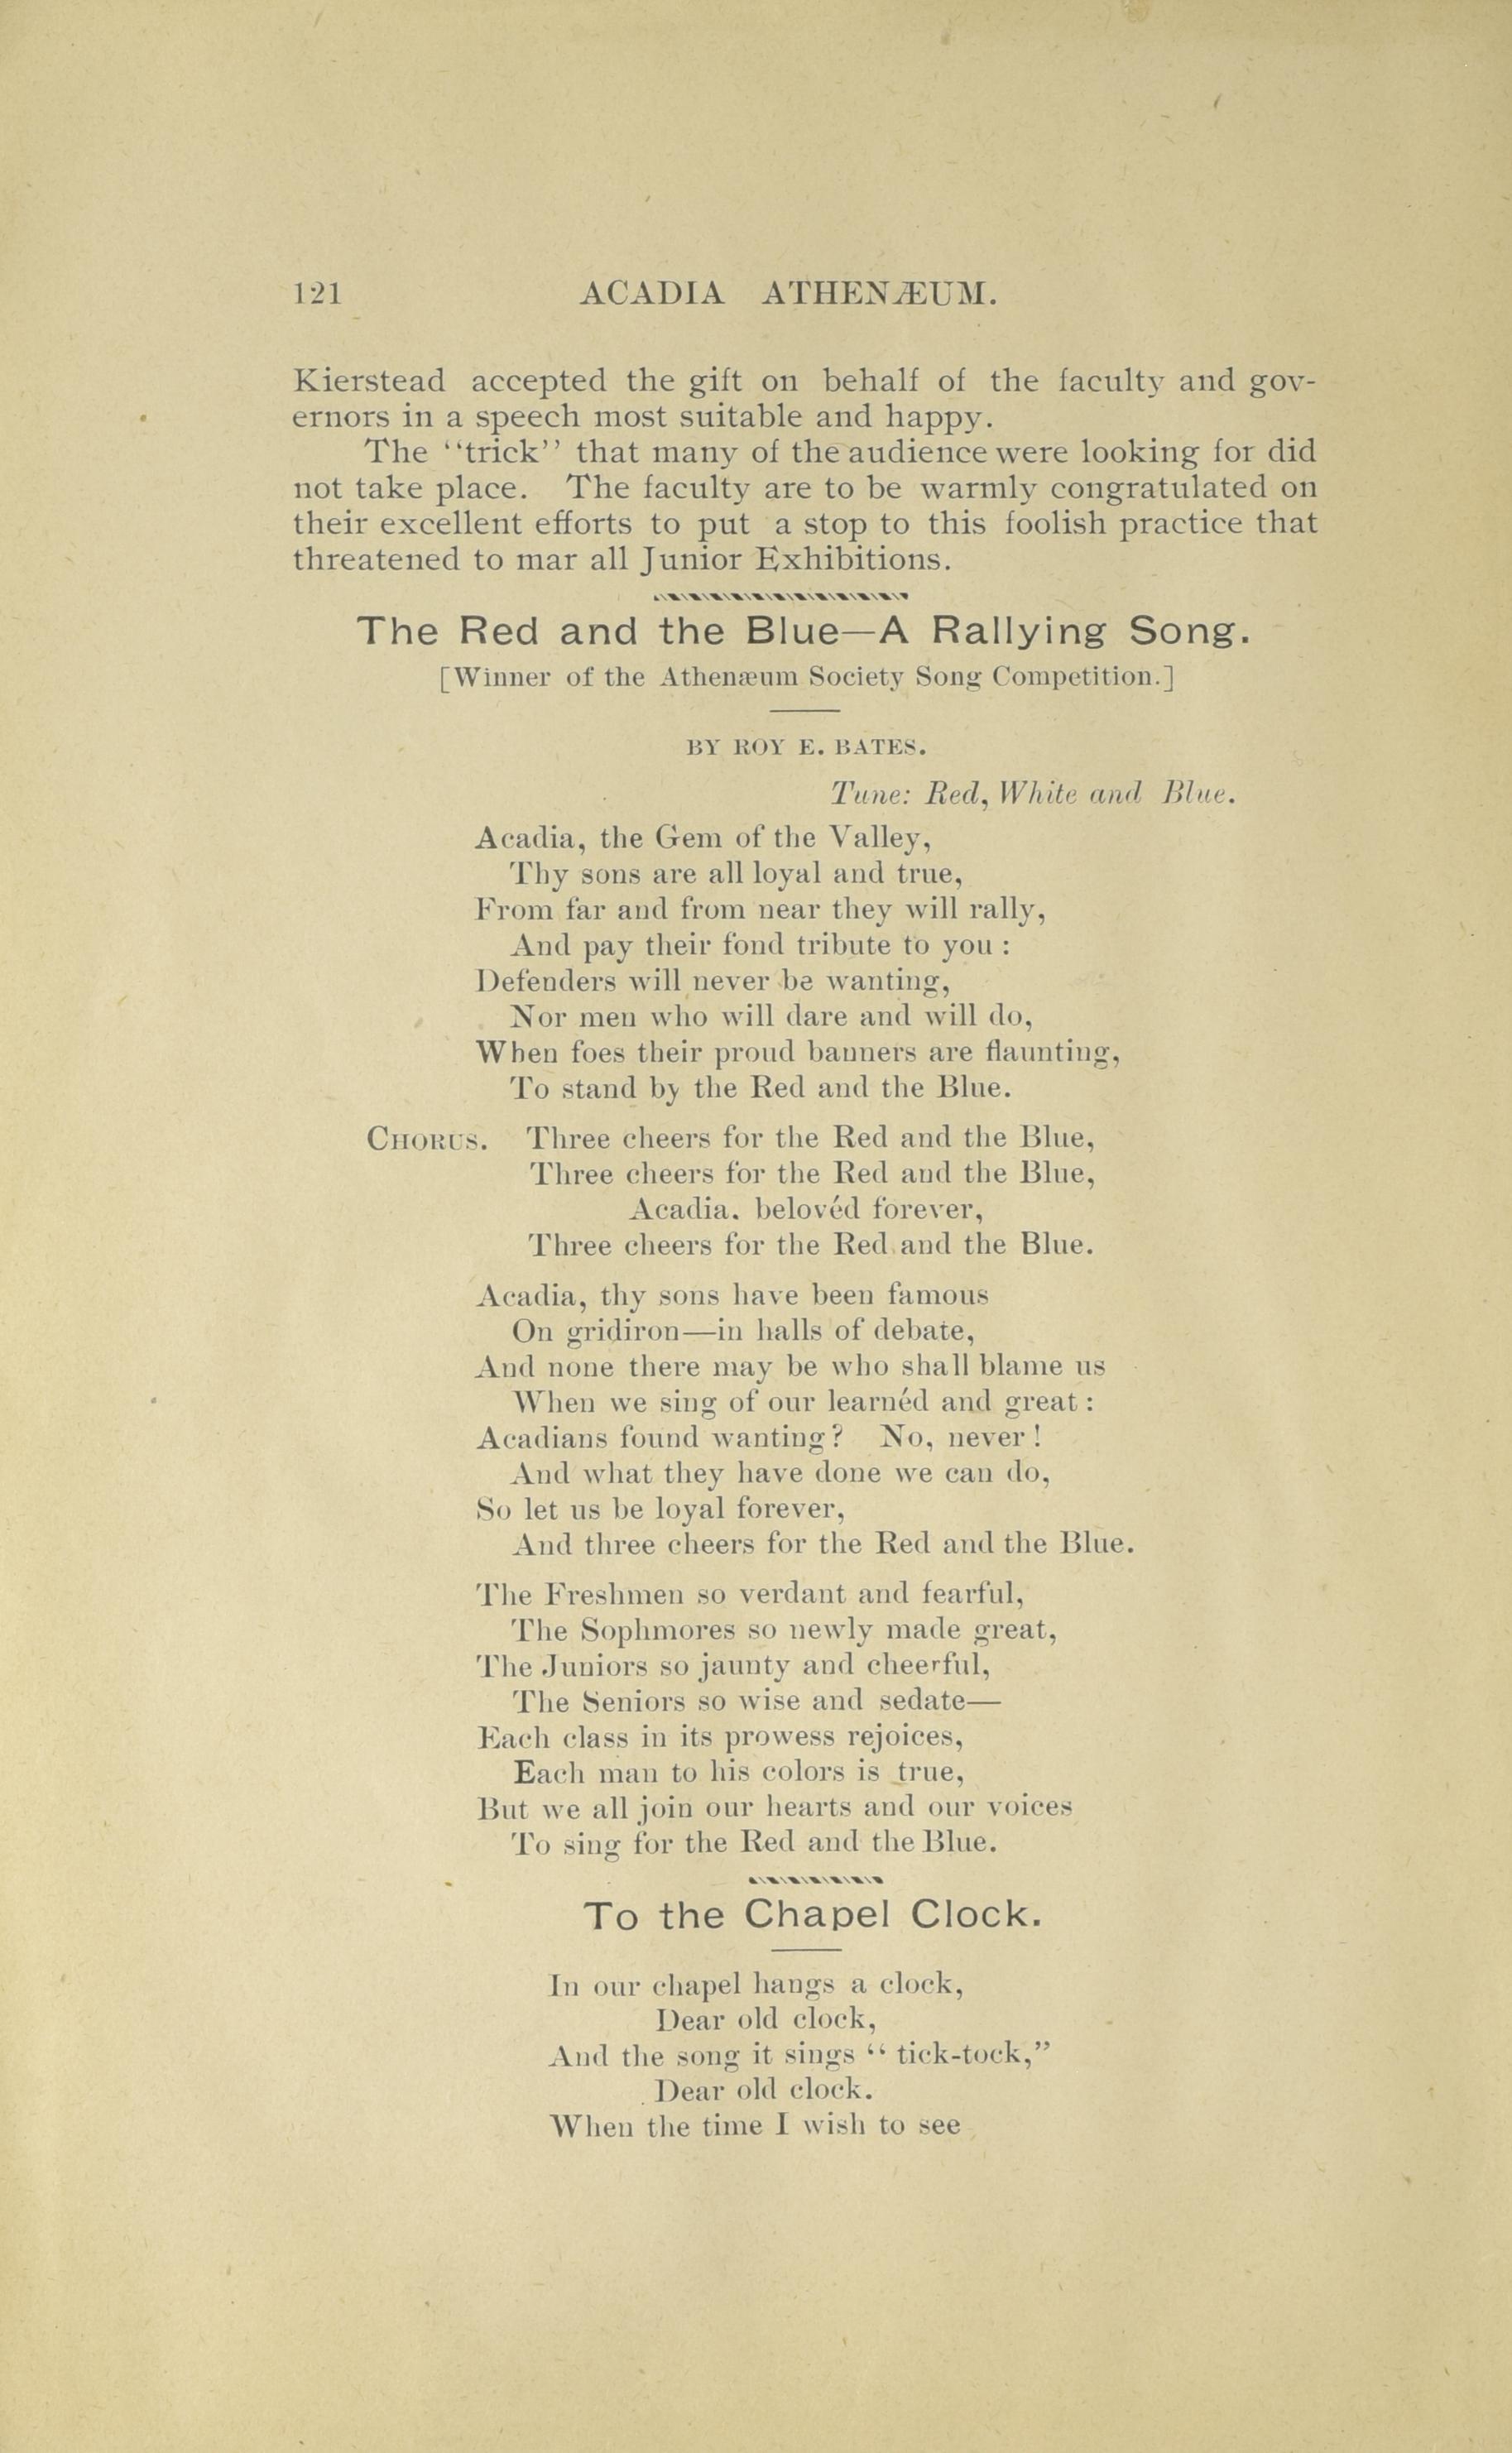 121 ACADIA ATHENÆUM.
Kierstead accepted the gift on behalf of the faculty and gov-
ernors in a speech most suitable and happy.
The "trick" that many of the audience were looking for did
not take place. The faculty are to be warmly congratulated on
their excellent efforts to put a stop to this foolish practice that
threatened to mar all Junior Exhibitions.
The Red and the Blue—A Rallying Song.
[Winner of the Athenæum Society Song Competition.]
BY ROY E. BATES.
Tune: Red, White and Blue.
Acadia, the Gem of the Valley,
Thy sons are all loyal and true,
From far and from near they will rally,
And pay their fond tribute to you :
Defenders will never be wanting,
Nor men who will dare and will do,
When foes their proud banners are flaunting,
To stand by the Red and the Blue.
CHORUS. Three cheers for the Red and the Blue,
Three cheers for the Red and the Blue,
Acadia. belovéd forever,
Three cheers for the Red and the Blue.
Acadia, thy sons have been famous
On gridiron—in halls of debate,
And none there may be who shall blame us
When we sing of our learnéd and great :
Acadians found wanting? No, never !
And what they have done we can do,
So let us be loyal forever,
And three cheers for the Red and the Blue.
The Freshmen so verdant and fearful,
The Sophmores so newly made great,
The Juniors so jaunty and cheerful,
The Seniors so wise and sedate—
Each class in its prowess rejoices,
Each man to his colors is true,
But we all join our hearts and our voices
To sing for the Red and the Blue.
To the Chapel Clock.
In our chapel hangs a clock,
Dear old clock,
And the song it sings " tick-tock,"
Dear old clock.
When the time I wish to see